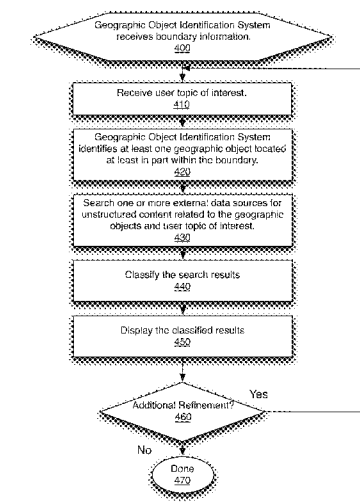 Geographic Object Identification System
receives boundary information.
400
Receive user topic of interest.
410
Geographic Object Identification System
identifies at least one geographic object located
at least in part within the boundary.
420
Search one or more external data sources for
unstructured content related to the geographic
objects and user topic of interest.
430
Classify the search results
440
Display the classified results
450
Yes
Additional Refinement?
460
No
Done
470